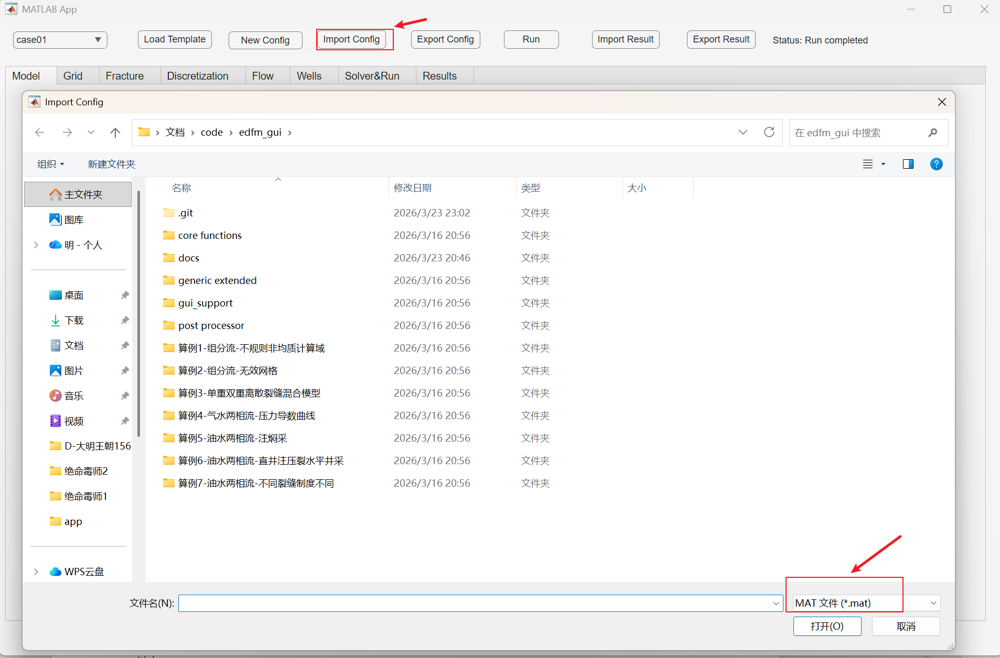 MATLAB App
case01 Load Template New Config Import Config Export Config Run Import Result Export Result Status: Run completed
Model Grid Fracture Discretization Flow Wells Solver&Run Results
Import Config
文档 code edfm_gui 在 edfm_gui 中搜索
组织 新建文件夹
名称 修改日期 类型 大小
主文件夹
图库
明 - 个人
桌面
下载
文档
图片
音乐
视频
D-大明王朝156
绝命毒师2
绝命毒师1
app
WPS云盘
.git 2026/3/23 23:02 文件夹
core functions 2026/3/16 20:56 文件夹
docs 2026/3/23 20:46 文件夹
generic extended 2026/3/16 20:56 文件夹
gui_support 2026/3/16 20:56 文件夹
post processor 2026/3/16 20:56 文件夹
算例1-组分流-不规则非均质计算域 2026/3/16 20:56 文件夹
算例2-组分流-无效网格 2026/3/16 20:56 文件夹
算例3-单重双重离散裂缝混合模型 2026/3/16 20:56 文件夹
算例4-气水两相流-压力导数曲线 2026/3/16 20:56 文件夹
算例5-油水两相流-注焖采 2026/3/16 20:56 文件夹
算例6-油水两相流-直井注压裂水平井采 2026/3/16 20:56 文件夹
算例7-油水两相流-不同裂缝制度不同 2026/3/16 20:56 文件夹
文件名(N): MAT 文件 (*.mat)
打开(O) 取消